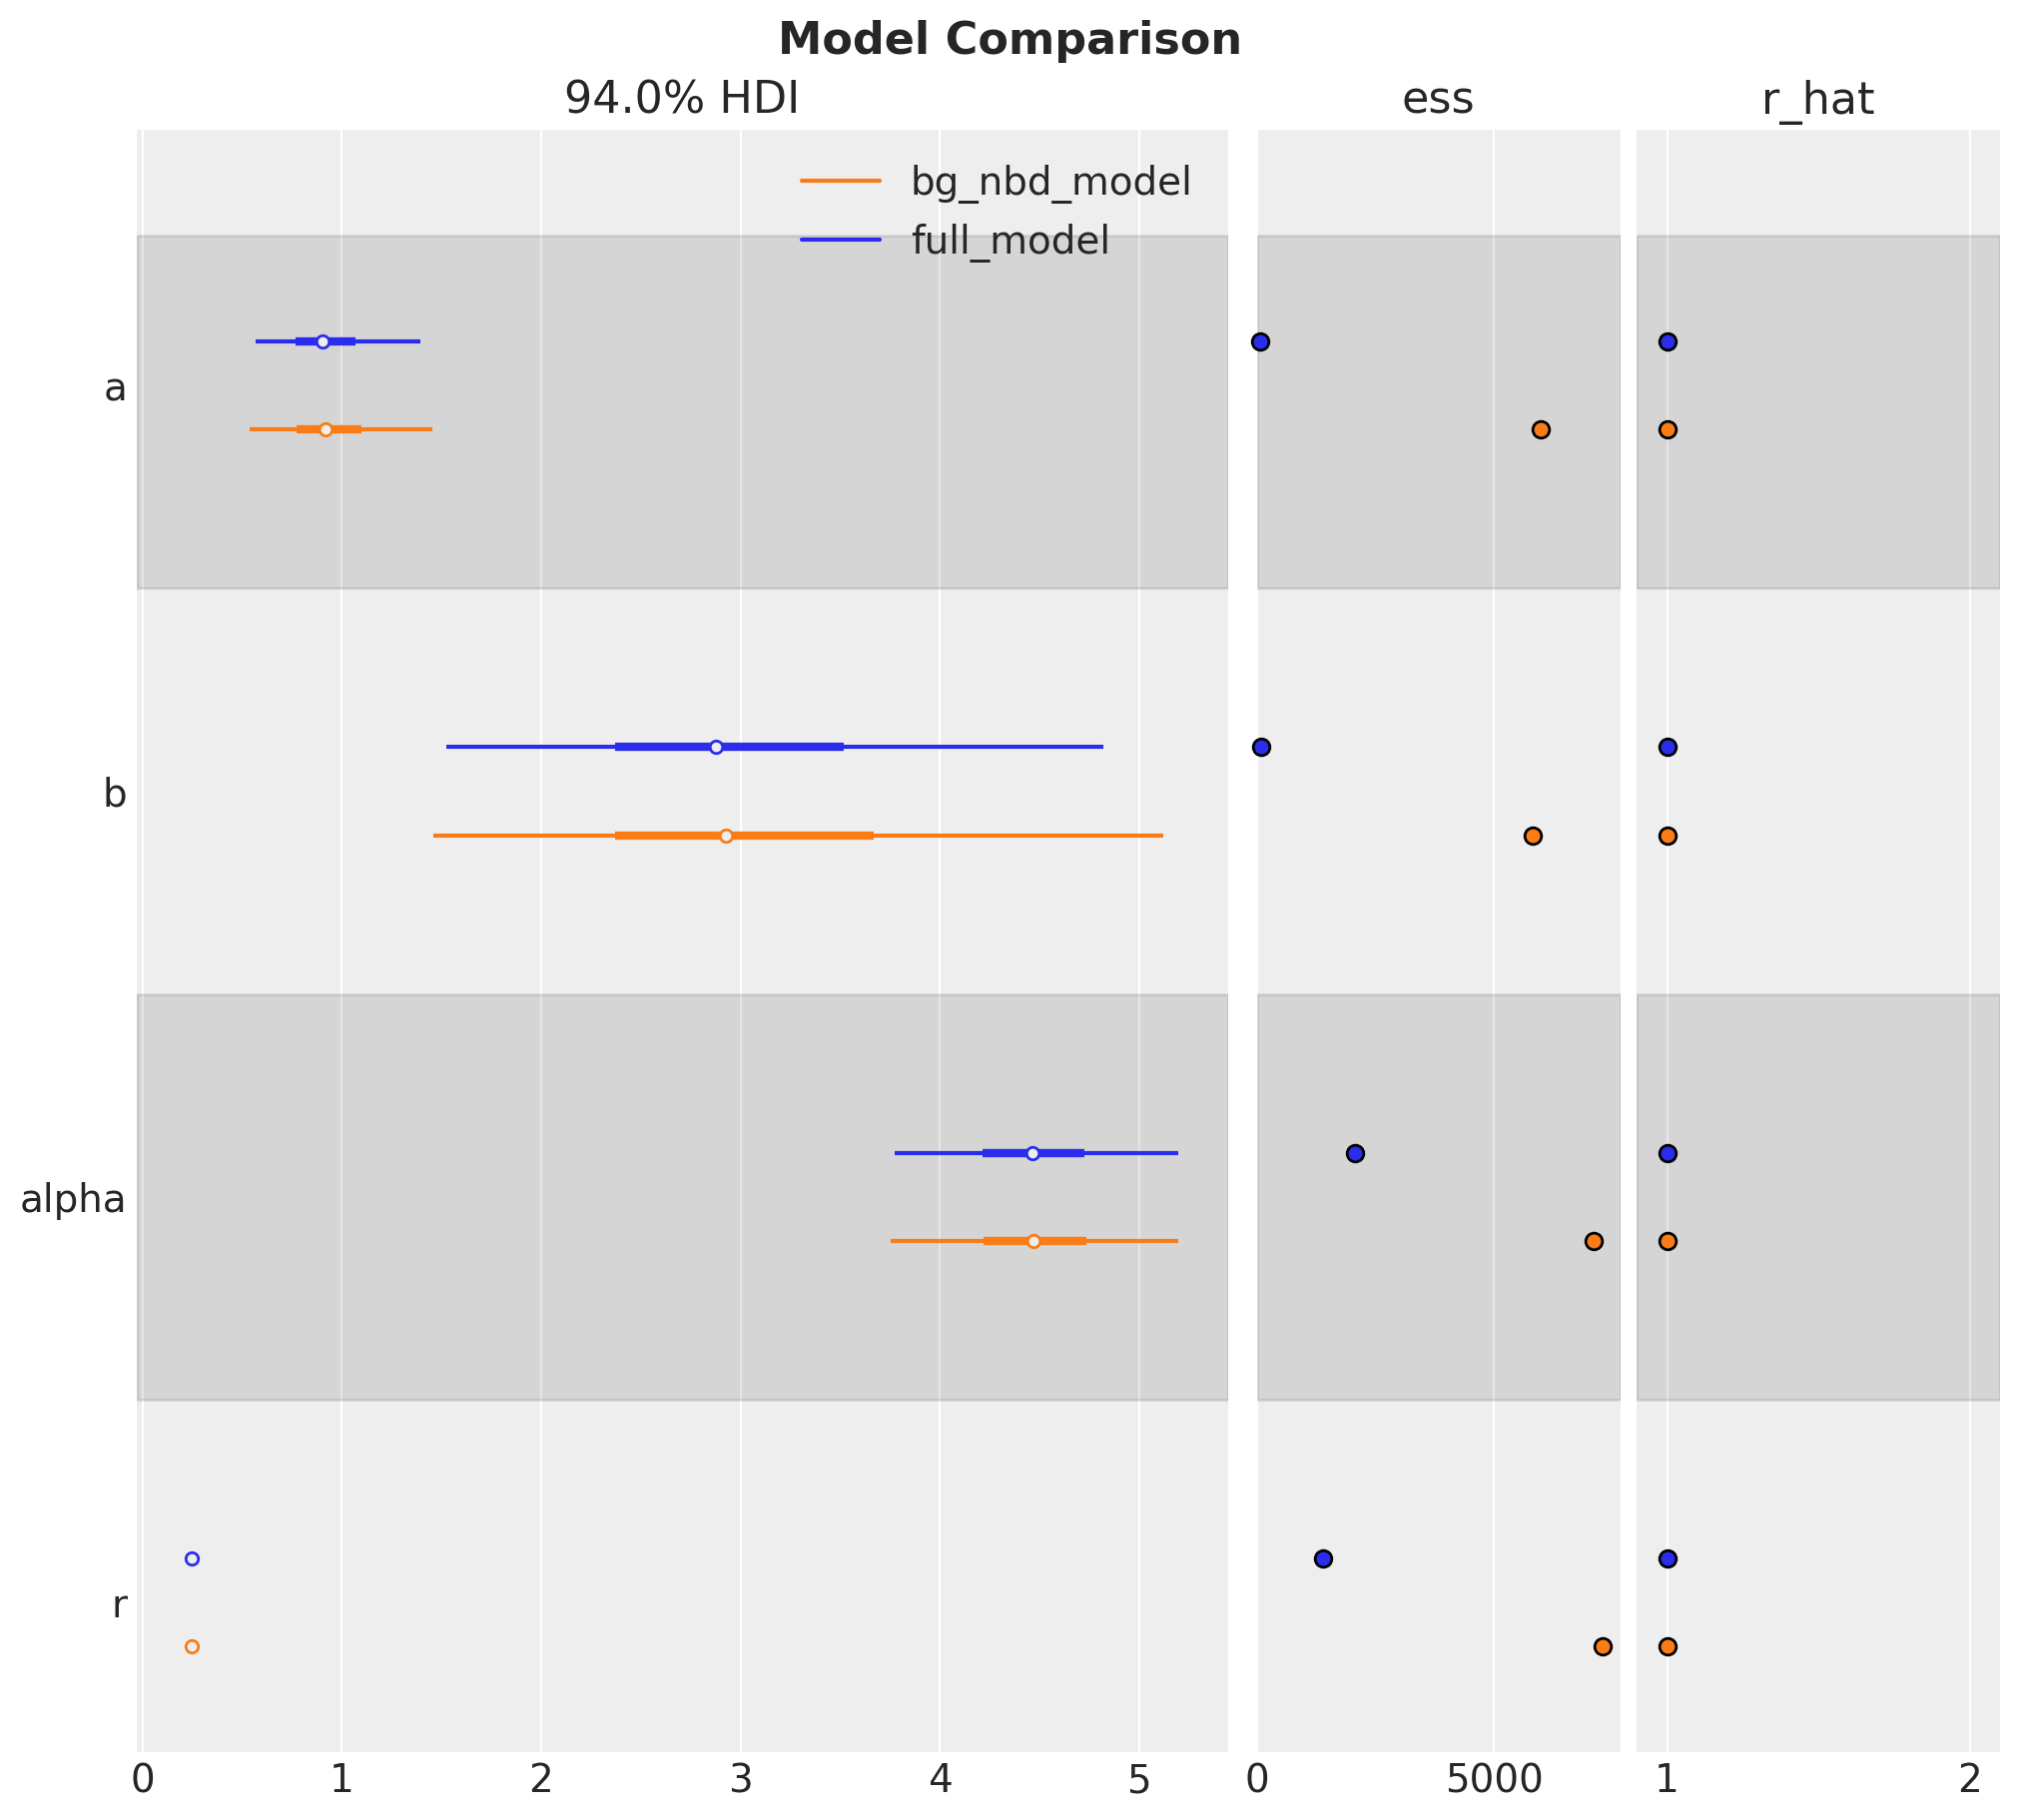 Model Comparison
94.0% HDI
ess
r_hat
bg_nbd_model
full_model
a
b
alpha
r
0 1 2 3 4 5
0 5000
1 2